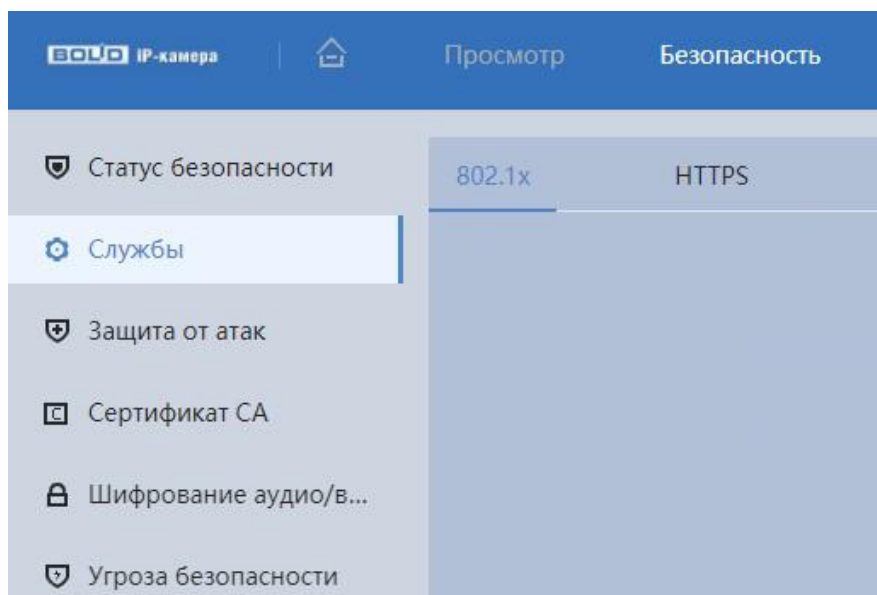 BOLID IP-камера Просмотр Безопасность
Статус безопасности
802.1x HTTPS
Службы
Защита от атак
Сертификат CA
Шифрование аудио/в...
Угроза безопасности